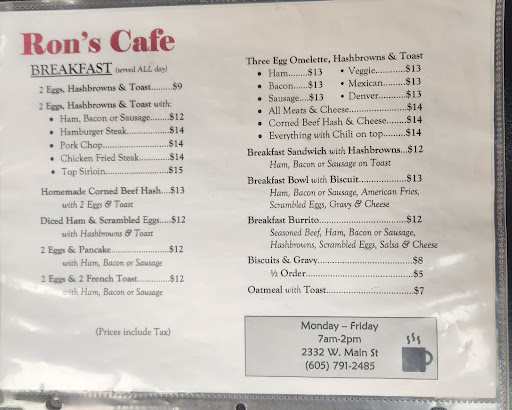 Ron's Cafe
BREAKFAST (served ALL day)
2 Eggs, Hashbrowns & Toast.......$9
2 Eggs, Hashbrowns & Toast with:
• Ham, Bacon or Sausage.......$12
• Hamburger Steak...............$14
• Pork Chop.......................$14
• Chicken Fried Steak...........$14
• Top Sirloin......................$15
Homemade Corned Beef Hash....$13
with 2 Eggs & Toast
Diced Ham & Scrambled Eggs.....$12
with Hashbrowns & Toast
2 Eggs & Pancake...................$12
with Ham, Bacon or Sausage
2 Eggs & 2 French Toast...........$12
with Ham, Bacon or Sausage
(Prices include Tax)
Three Egg Omelette, Hashbrowns & Toast
• Ham........$13 • Veggie............$13
• Bacon......$13 • Mexican..........$13
• Sausage....$13 • Denver...........$13
• All Meats & Cheese....................$14
• Corned Beef Hash & Cheese.......$14
• Everything with Chili on top........$14
Breakfast Sandwich with Hashbrowns...$12
Ham, Bacon or Sausage on Toast
Breakfast Bowl with Biscuit..................$13
Ham, Bacon or Sausage, American Fries,
Scrambled Eggs, Gravy & Cheese
Breakfast Burrito...............................$12
Seasoned Beef, Ham, Bacon or Sausage,
Hashbrowns, Scrambled Eggs, Salsa & Cheese
Biscuits & Gravy..................................$8
½ Order........................................$5
Oatmeal with Toast..............................$7
Monday – Friday
7am-2pm
2332 W. Main St
(605) 791-2485